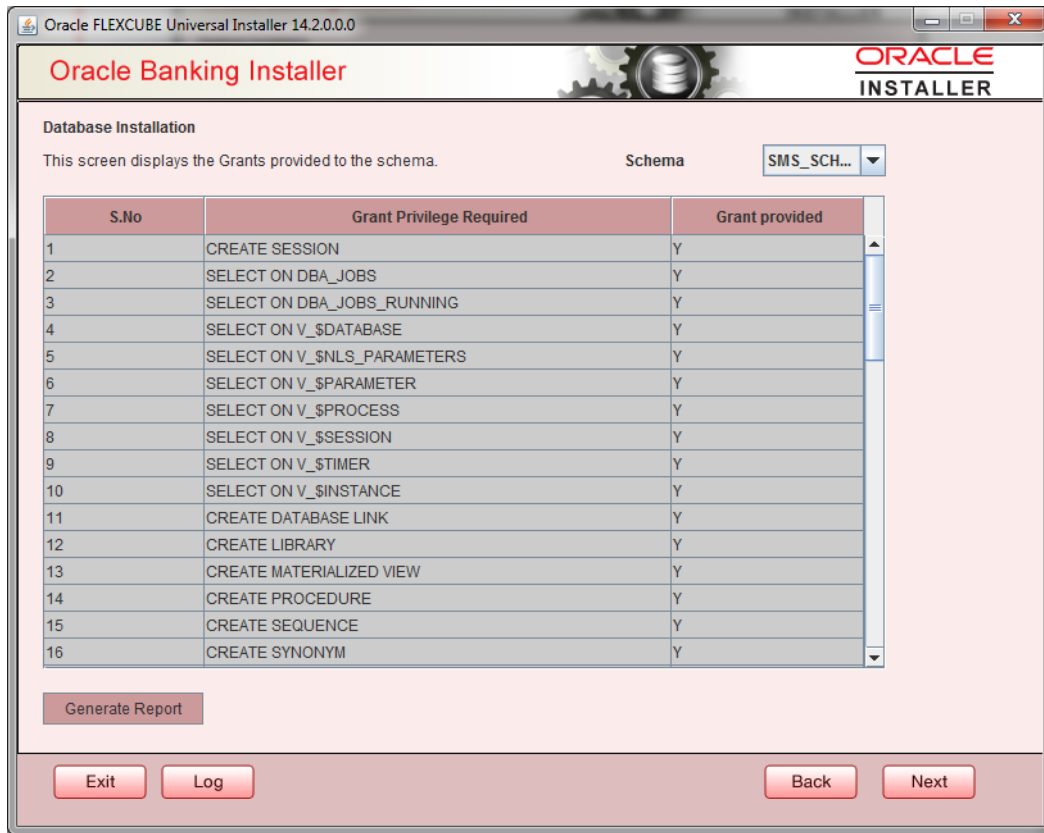 Oracle FLEXCUBE Universal Installer 14.2.0.0.0
Oracle Banking Installer
ORACLE
INSTALLER
Database Installation
This screen displays the Grants provided to the schema. Schema SMS_SCH...
S.No Grant Privilege Required Grant provided
1 CREATE SESSION Y
2 SELECT ON DBA_JOBS Y
3 SELECT ON DBA_JOBS_RUNNING Y
4 SELECT ON V_$DATABASE Y
5 SELECT ON V_$NLS_PARAMETERS Y
6 SELECT ON V_$PARAMETER Y
7 SELECT ON V_$PROCESS Y
8 SELECT ON V_$SESSION Y
9 SELECT ON V_$TIMER Y
10 SELECT ON V_$INSTANCE Y
11 CREATE DATABASE LINK Y
12 CREATE LIBRARY Y
13 CREATE MATERIALIZED VIEW Y
14 CREATE PROCEDURE Y
15 CREATE SEQUENCE Y
16 CREATE SYNONYM Y
Generate Report
Exit Log Back Next